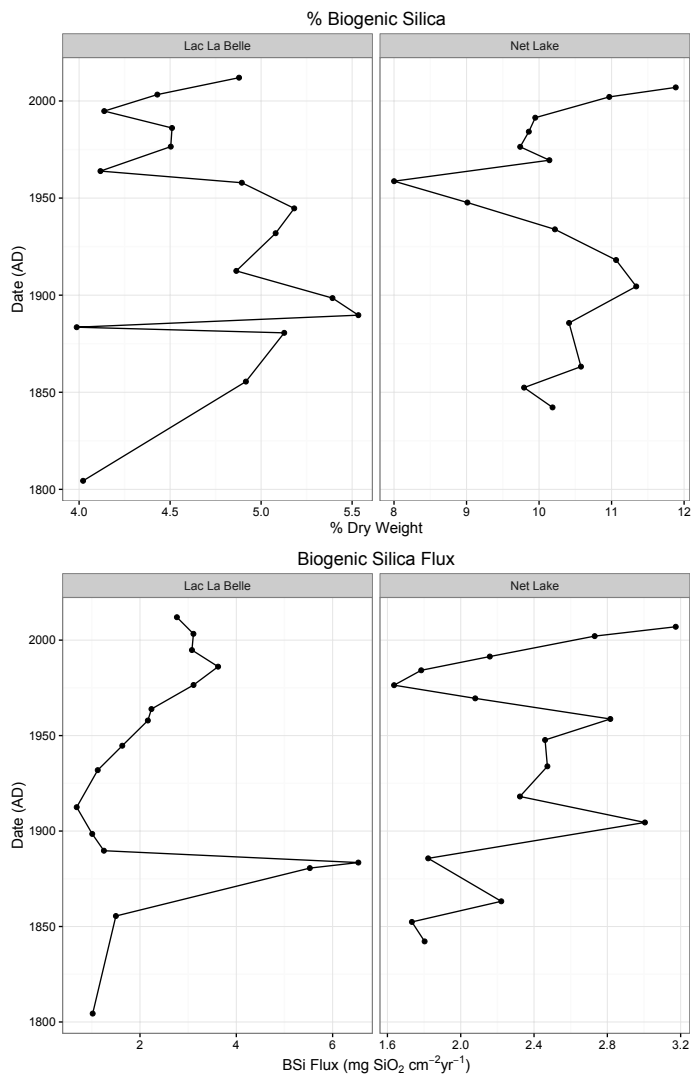 % Biogenic Silica
Lac La Belle
Net Lake
2000
1950
1900
1850
1800
Date (AD)
4.0 4.5 5.0 5.5
8 9 10 11 12
% Dry Weight
Biogenic Silica Flux
Lac La Belle
Net Lake
2000
1950
1900
1850
1800
Date (AD)
2 4 6
1.6 2.0 2.4 2.8 3.2
BSi Flux (mg SiO₂ cm⁻²yr⁻¹)